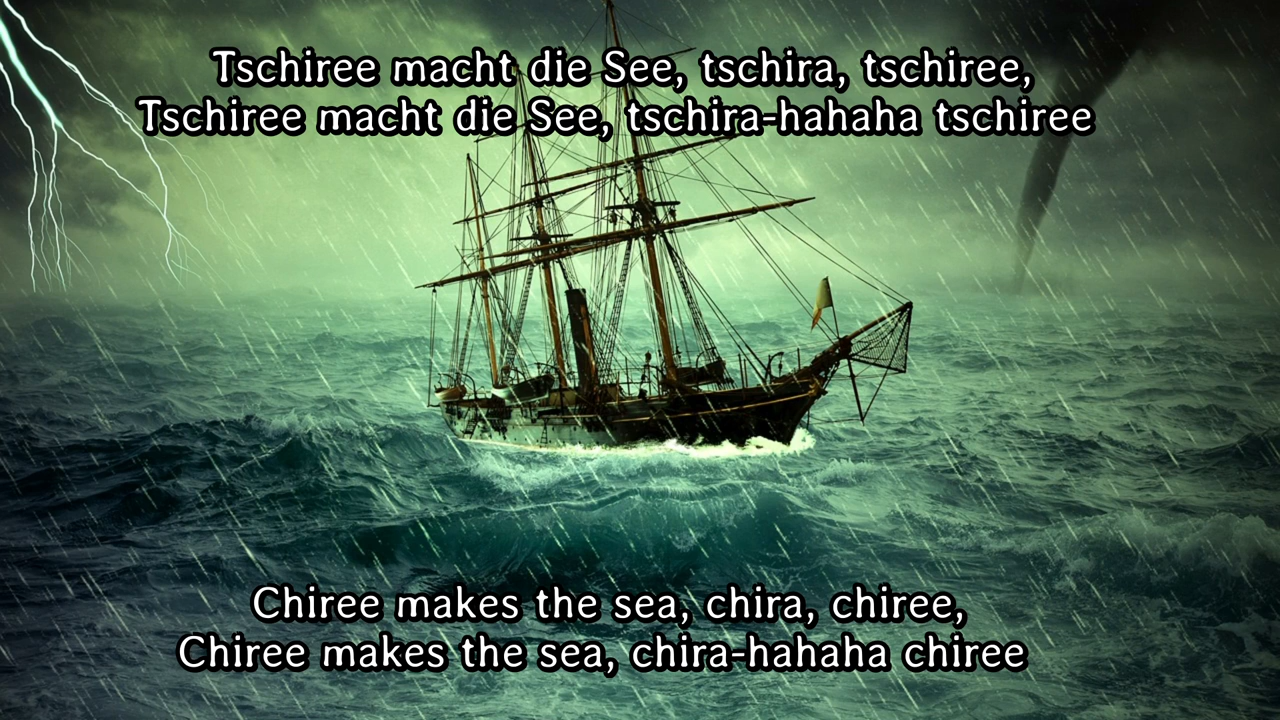 Tschiree macht die See, tschira, tschiree,
Tschiree macht die See, tschira-hahaha tschiree
Chiree makes the sea, chira, chiree,
Chiree makes the sea, chira-hahaha chiree